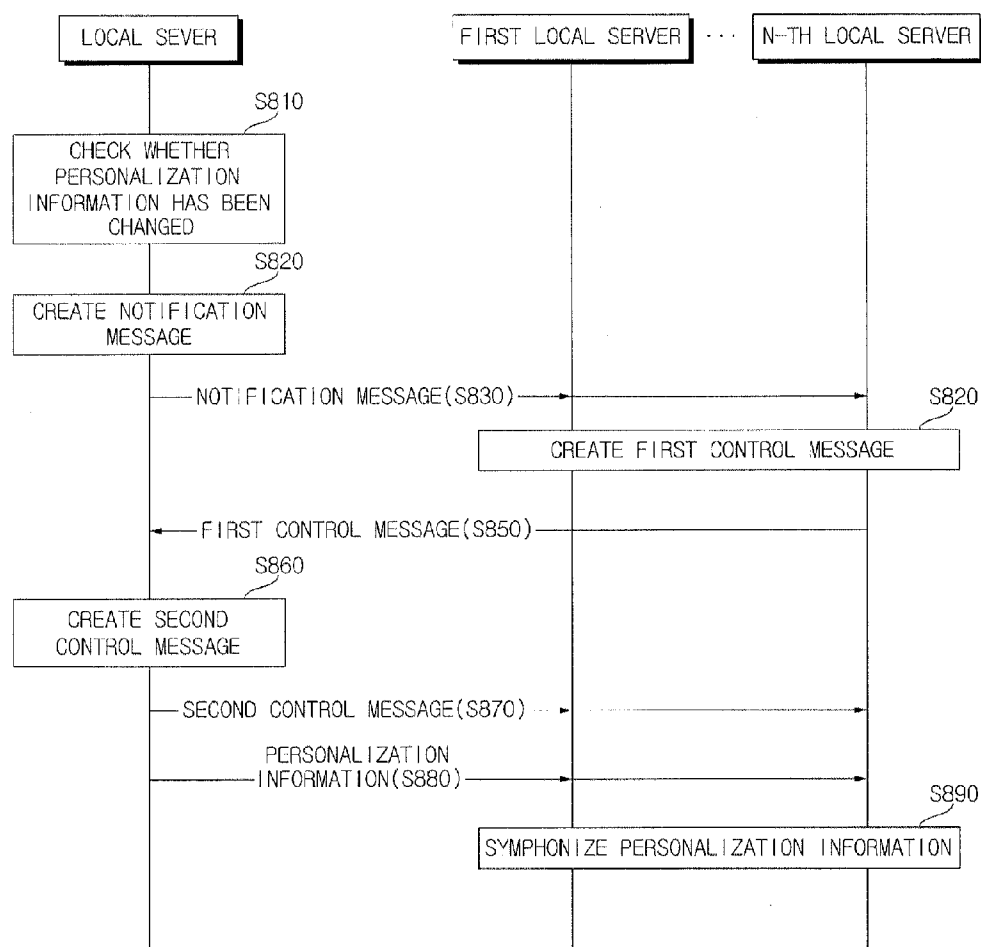 LOCAL SEVER
FIRST LOCAL SERVER
...
N-TH LOCAL SERVER
S810
CHECK WHETHER
PERSONALIZATION
INFORMATION HAS BEEN
CHANGED
S820
CREATE NOTIFICATION
MESSAGE
NOTIFICATION MESSAGE(S830)
S820
CREATE FIRST CONTROL MESSAGE
FIRST CONTROL MESSAGE(S850)
S860
CREATE SECOND
CONTROL MESSAGE
SECOND CONTROL MESSAGE(S870)
PERSONALIZATION
INFORMATION(S880)
S890
SYMPHONIZE PERSONALIZATION INFORMATION